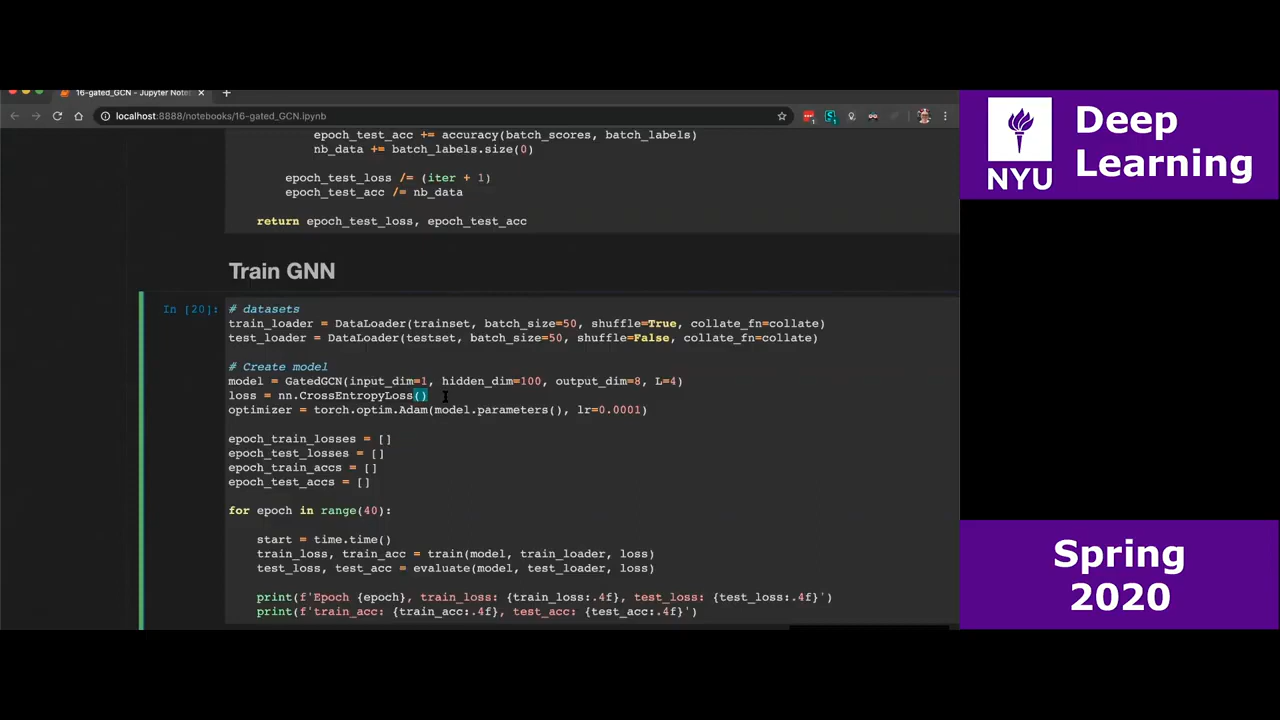 16-gated_GCN - Jupyter Note
localhost:8888/notebooks/16-gated_GCN.ipynb
epoch_test_acc += accuracy(batch_scores, batch_labels)
nb_data += batch_labels.size(0)
epoch_test_loss /= (iter + 1)
epoch_test_acc /= nb_data
return epoch_test_loss, epoch_test_acc
Train GNN
In [20]:
# datasets
train_loader = DataLoader(trainset, batch_size=50, shuffle=True, collate_fn=collate)
test_loader = DataLoader(testset, batch_size=50, shuffle=False, collate_fn=collate)
# Create model
model = GatedGCN(input_dim=1, hidden_dim=100, output_dim=8, L=4)
loss = nn.CrossEntropyLoss()
optimizer = torch.optim.Adam(model.parameters(), lr=0.0001)
epoch_train_losses = []
epoch_test_losses = []
epoch_train_accs = []
epoch_test_accs = []
for epoch in range(40):
start = time.time()
train_loss, train_acc = train(model, train_loader, loss)
test_loss, test_acc = evaluate(model, test_loader, loss)
print(f'Epoch {epoch}, train_loss: {train_loss:.4f}, test_loss: {test_loss:.4f}')
print(f'train_acc: {train_acc:.4f}, test_acc: {test_acc:.4f}')
NYU
Deep
Learning
Spring
2020